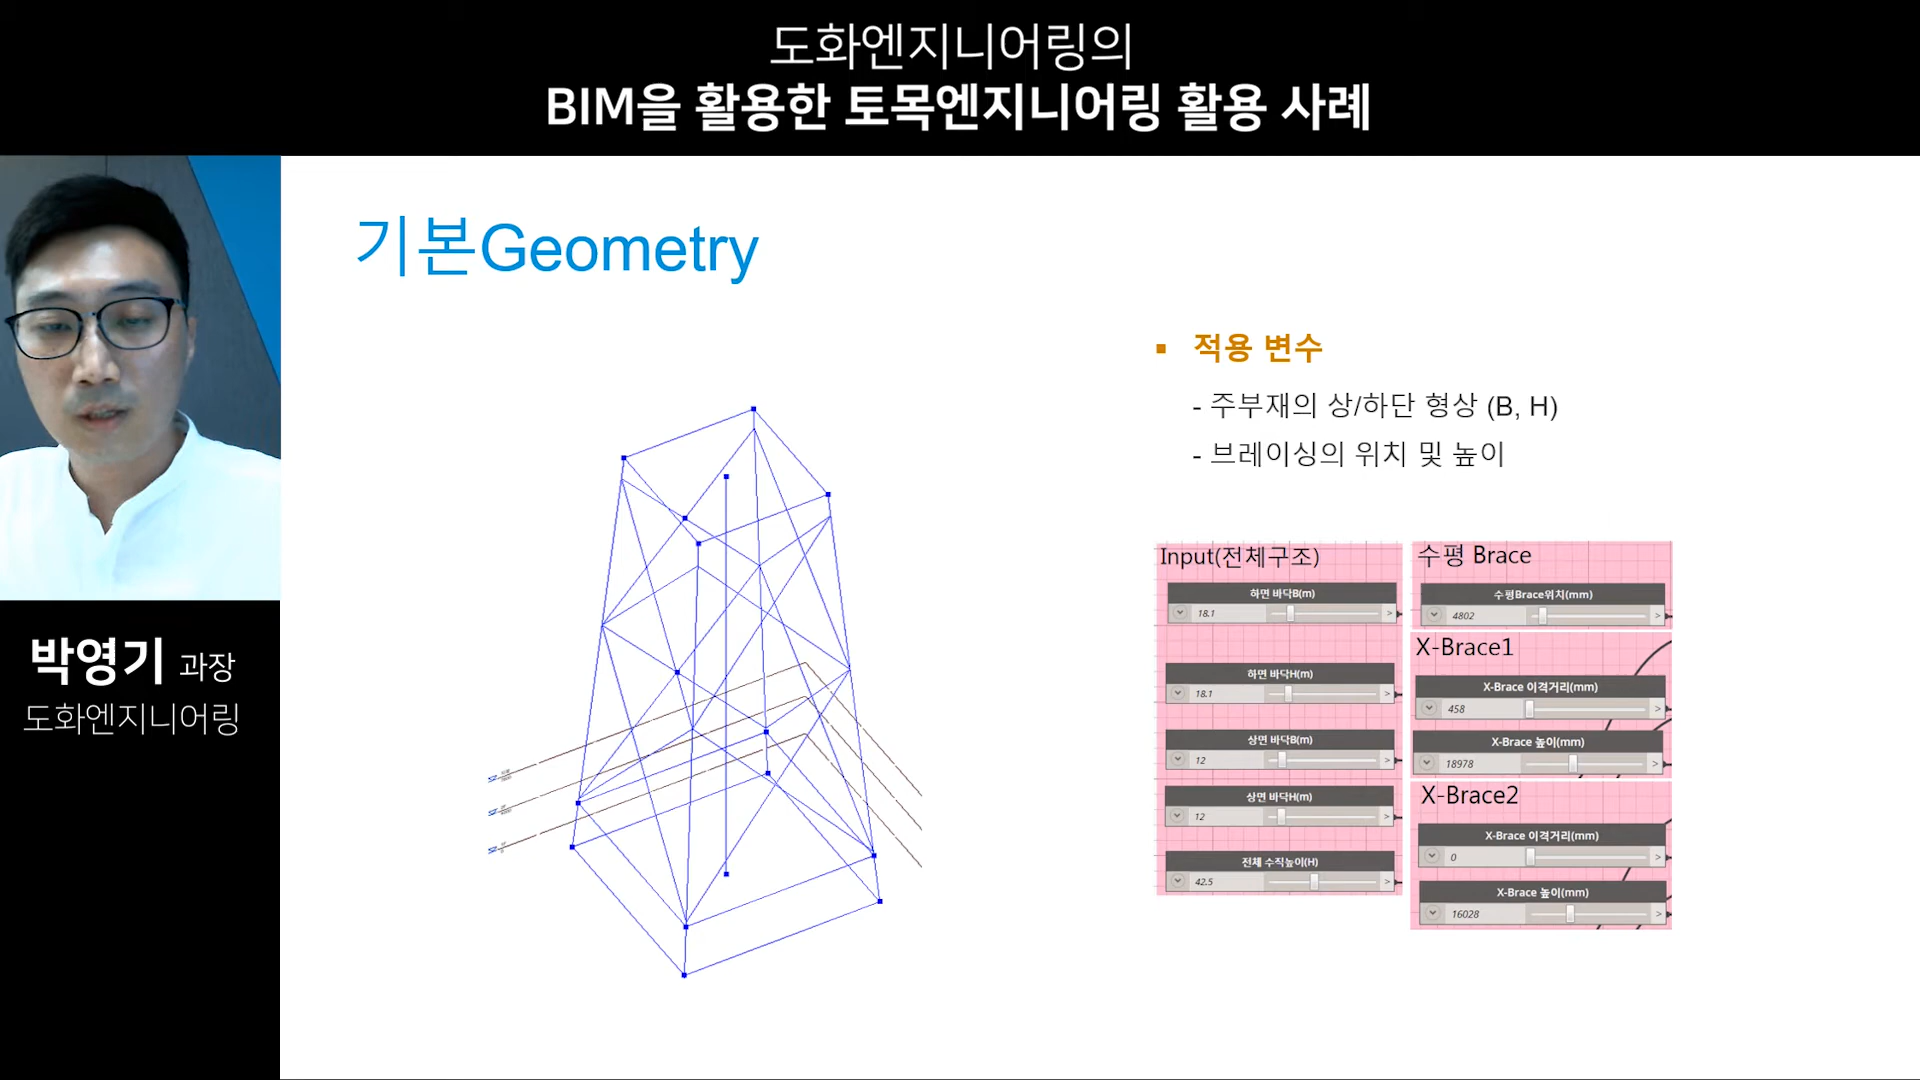 도화엔지니어링의
BIM을 활용한 토목엔지니어링 활용 사례
기본Geometry
박영기 과장
도화엔지니어링
▪ 적용 변수
- 주부재의 상/하단 형상 (B, H)
- 브레이싱의 위치 및 높이
Input(전체구조)
하면 바닥B(m)
18.1
>
하면 바닥H(m)
18.1
>
상면 바닥B(m)
12
>
상면 바닥H(m)
12
>
전체 수직높이(H)
42.5
>
수평 Brace
수평Brace위치(mm)
4802
>
X-Brace1
X-Brace 이격거리(mm)
458
>
X-Brace 높이(mm)
18978
>
X-Brace2
X-Brace 이격거리(mm)
0
>
X-Brace 높이(mm)
16028
>